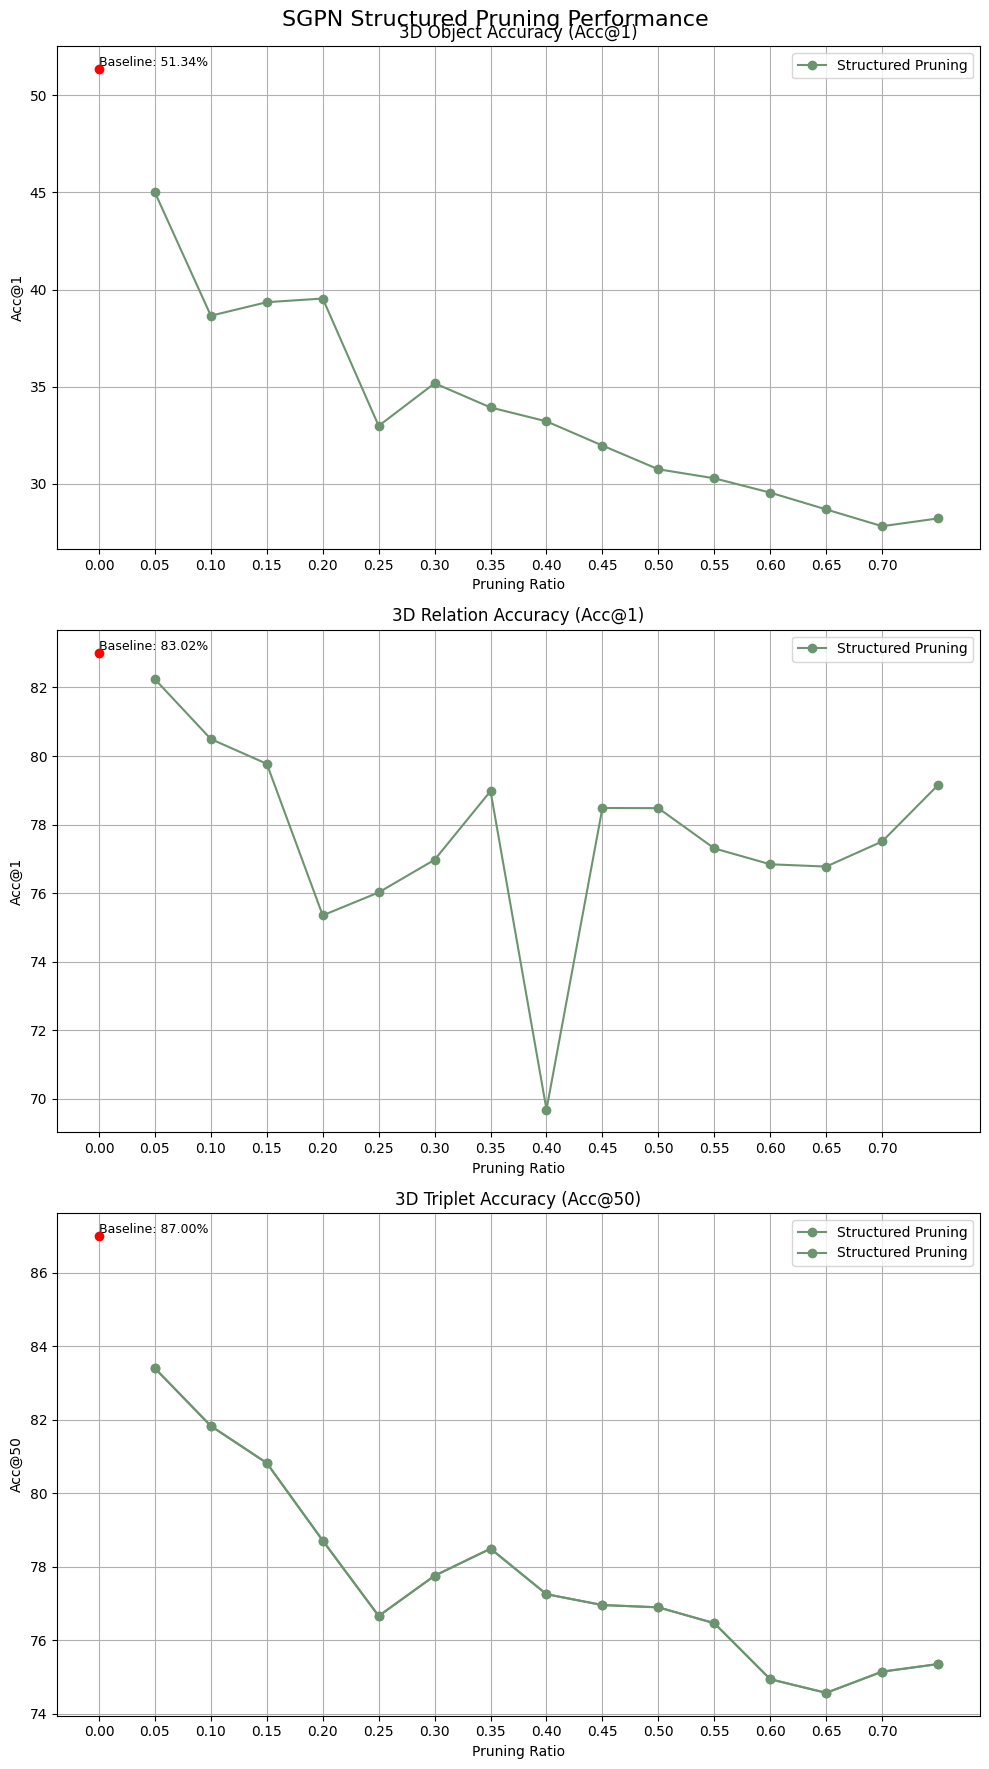 SGPN Structured Pruning Performance
3D Object Accuracy (Acc@1)
Baseline: 51.34%
Structured Pruning
50
45
40
35
30
Acc@1
0.00 0.05 0.10 0.15 0.20 0.25 0.30 0.35 0.40 0.45 0.50 0.55 0.60 0.65 0.70
Pruning Ratio
3D Relation Accuracy (Acc@1)
Baseline: 83.02%
Structured Pruning
82
80
78
76
74
72
70
Acc@1
0.00 0.05 0.10 0.15 0.20 0.25 0.30 0.35 0.40 0.45 0.50 0.55 0.60 0.65 0.70
Pruning Ratio
3D Triplet Accuracy (Acc@50)
Baseline: 87.00%
Structured Pruning
Structured Pruning
86
84
82
80
78
76
74
Acc@50
0.00 0.05 0.10 0.15 0.20 0.25 0.30 0.35 0.40 0.45 0.50 0.55 0.60 0.65 0.70
Pruning Ratio